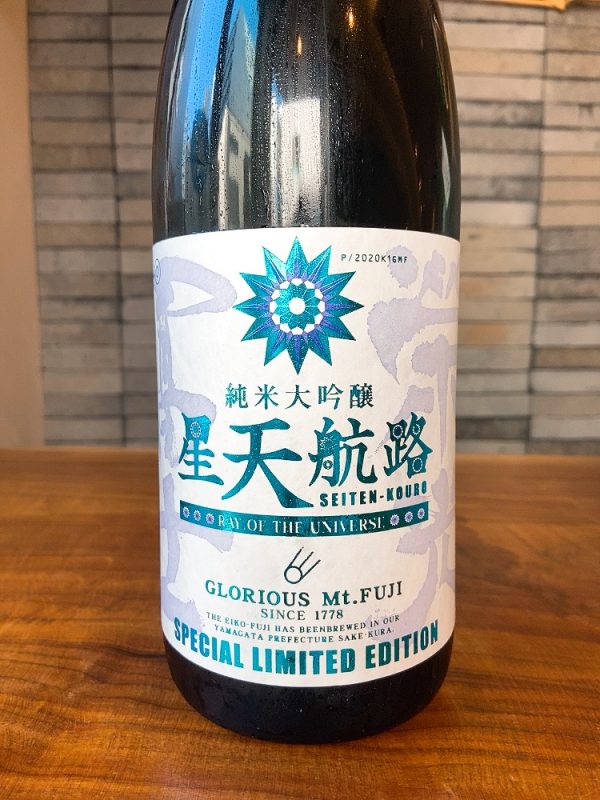 P/2020K1GMF
純米大吟醸
星天航路
SEITEN-KOURO
RAY OF THE UNIVERSE
GLORIOUS Mt.FUJI
SINCE 1778
THE EIKO-FUJI HAS BEENBREWED IN OUR
YAMAGATA PREFECTURE SAKE-KURA.
SPECIAL LIMITED EDITION